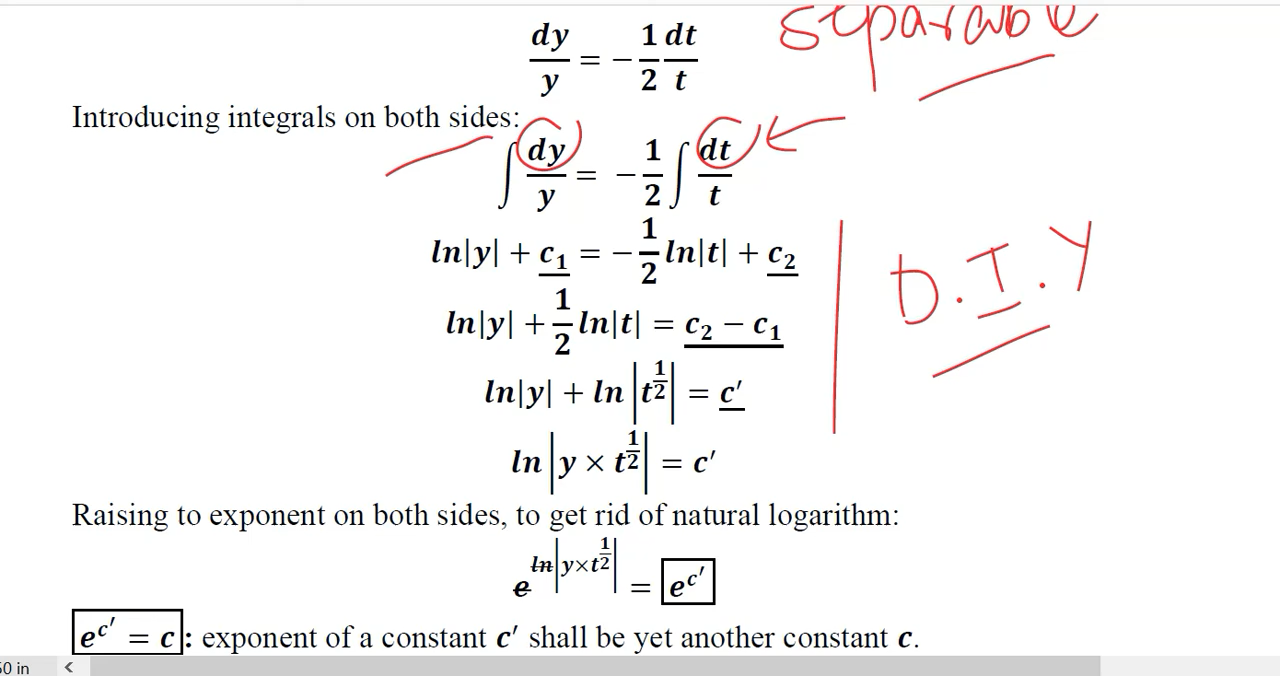 separable
dy/y = −1/2 dt/t
Introducing integrals on both sides:
∫ dy/y = −1/2 ∫ dt/t
ln|y| + c₁ = −1/2 ln|t| + c₂
D.I.Y
ln|y| + 1/2 ln|t| = c₂ − c₁
ln|y| + ln|t^(1/2)| = c′
ln|y × t^(1/2)| = c′
Raising to exponent on both sides, to get rid of natural logarithm:
e^(ln|y×t^(1/2)|) = e^(c′)
e^(c′) = c : exponent of a constant c′ shall be yet another constant c.
50 in